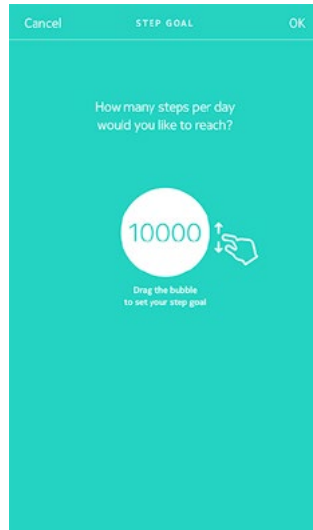 Cancel STEP GOAL OK
How many steps per day
would you like to reach?
10000
Drag the bubble
to set your step goal